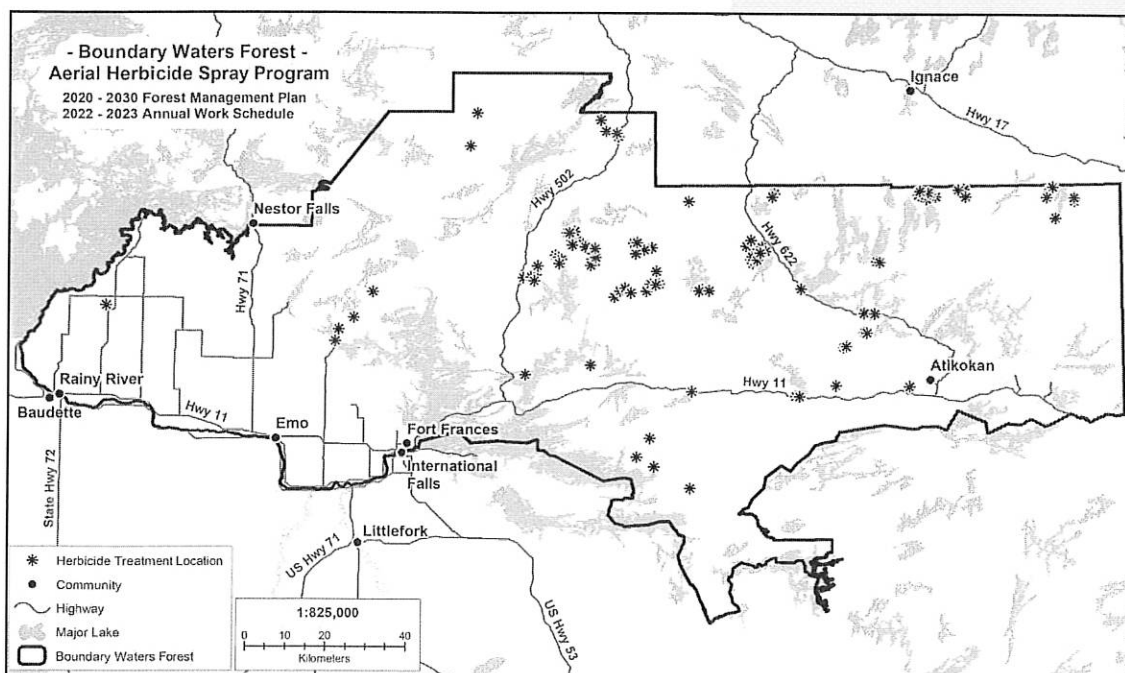 - Boundary Waters Forest -
Aerial Herbicide Spray Program
2020 - 2030 Forest Management Plan
2022 - 2023 Annual Work Schedule
Ignace
Hwy 17
Hwy 502
Nestor Falls
Hwy 622
Hwy 71
Rainy River
Baudette
Hwy 11
Emo
Fort Frances
International
Falls
Hwy 11
Atikokan
State Hwy 72
Littlefork
US Hwy 71
US Hwy 53
Herbicide Treatment Location
Community
Highway
Major Lake
Boundary Waters Forest
1:825,000
0 10 20 40
Kilometers